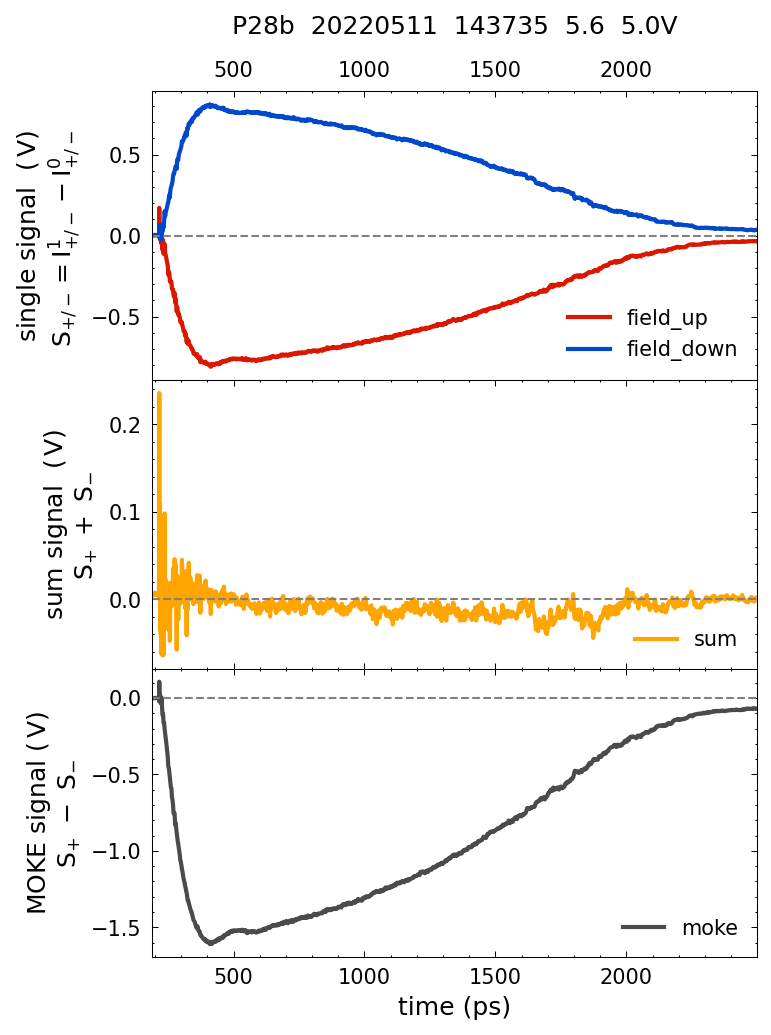 P28b  20220511  143735  5.6  5.0V
500 1000 1500 2000
single signal  ( V)
S+/− = I¹+/− − I⁰+/−
0.5
0.0
−0.5
field_up
field_down
sum signal  ( V)
S₊ + S₋
0.2
0.1
0.0
sum
MOKE signal ( V)
S₊ − S₋
0.0
−0.5
−1.0
−1.5
moke
500 1000 1500 2000
time (ps)